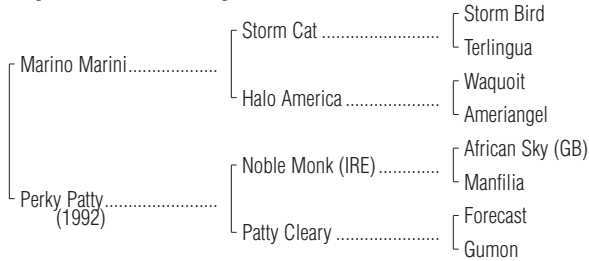 Storm Bird
Storm Cat ........................
Terlingua
Marino Marini..................
Waquoit
Halo America ...................
Ameriangel
African Sky (GB)
Noble Monk (IRE) .............
Manfilia
Perky Patty.......................
(1992)
Forecast
Patty Cleary .....................
Gumon